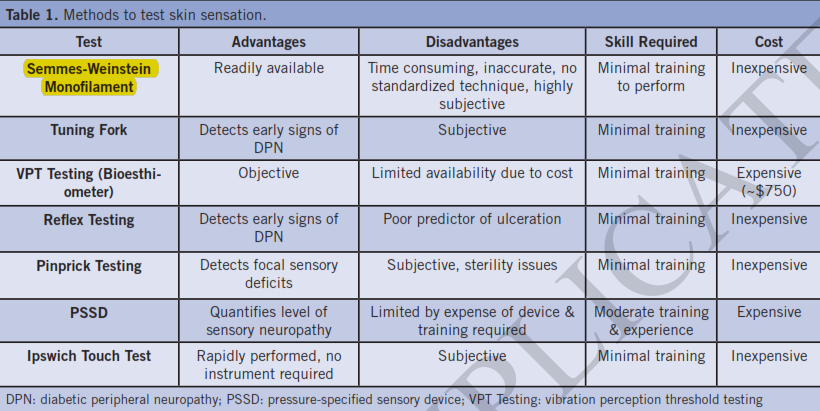 Table 1. Methods to test skin sensation.
Test Advantages Disadvantages Skill Required Cost
Semmes-Weinstein Monofilament Readily available Time consuming, inaccurate, no standardized technique, highly subjective Minimal training to perform Inexpensive
Tuning Fork Detects early signs of DPN Subjective Minimal training Inexpensive
VPT Testing (Bioesthi-ometer) Objective Limited availability due to cost Minimal training Expensive (~$750)
Reflex Testing Detects early signs of DPN Poor predictor of ulceration Minimal training Inexpensive
Pinprick Testing Detects focal sensory deficits Subjective, sterility issues Minimal training Inexpensive
PSSD Quantifies level of sensory neuropathy Limited by expense of device & training required Moderate training & experience Expensive
Ipswich Touch Test Rapidly performed, no instrument required Subjective Minimal training Inexpensive
DPN: diabetic peripheral neuropathy; PSSD: pressure-specified sensory device; VPT Testing: vibration perception threshold testing